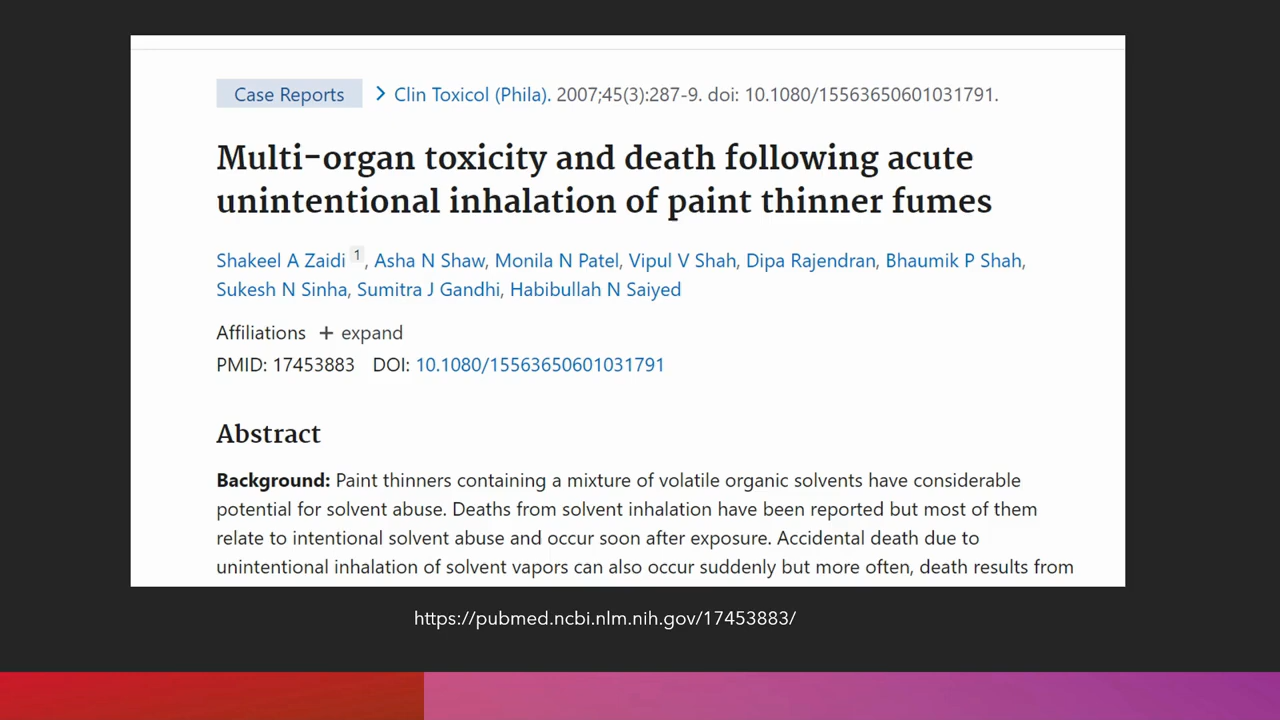 Case Reports > Clin Toxicol (Phila). 2007;45(3):287-9. doi: 10.1080/15563650601031791.
Multi-organ toxicity and death following acute
unintentional inhalation of paint thinner fumes
Shakeel A Zaidi 1, Asha N Shaw, Monila N Patel, Vipul V Shah, Dipa Rajendran, Bhaumik P Shah,
Sukesh N Sinha, Sumitra J Gandhi, Habibullah N Saiyed
Affiliations + expand
PMID: 17453883 DOI: 10.1080/15563650601031791
Abstract
Background: Paint thinners containing a mixture of volatile organic solvents have considerable
potential for solvent abuse. Deaths from solvent inhalation have been reported but most of them
relate to intentional solvent abuse and occur soon after exposure. Accidental death due to
unintentional inhalation of solvent vapors can also occur suddenly but more often, death results from
https://pubmed.ncbi.nlm.nih.gov/17453883/